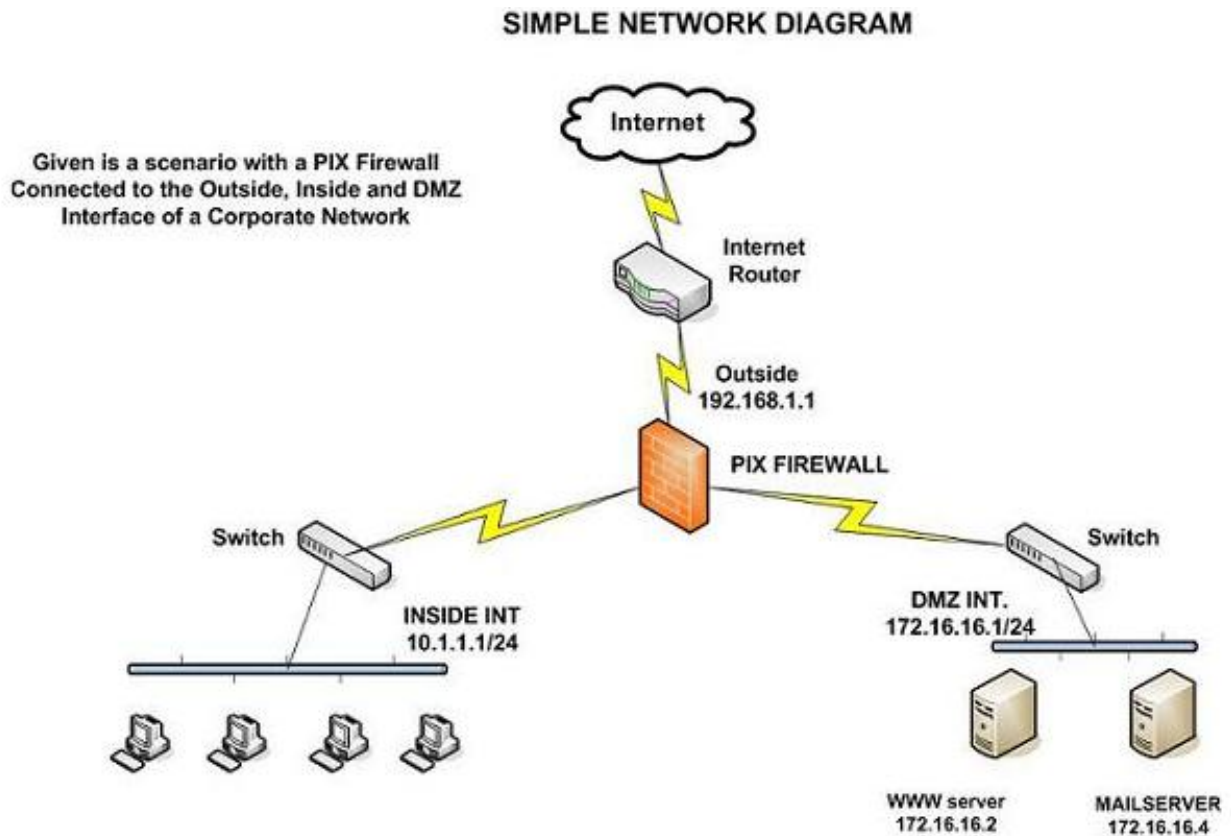 SIMPLE NETWORK DIAGRAM
Internet
Given is a scenario with a PIX Firewall
Connected to the Outside, Inside and DMZ
Interface of a Corporate Network
Internet
Router
Outside
192.168.1.1
PIX FIREWALL
Switch
Switch
INSIDE INT
10.1.1.1/24
DMZ INT.
172.16.16.1/24
WWW server
172.16.16.2
MAILSERVER
172.16.16.4